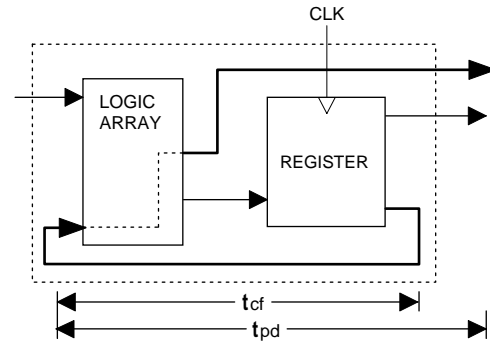 CLK
LOGIC
ARRAY
REGISTER
tcf
tpd